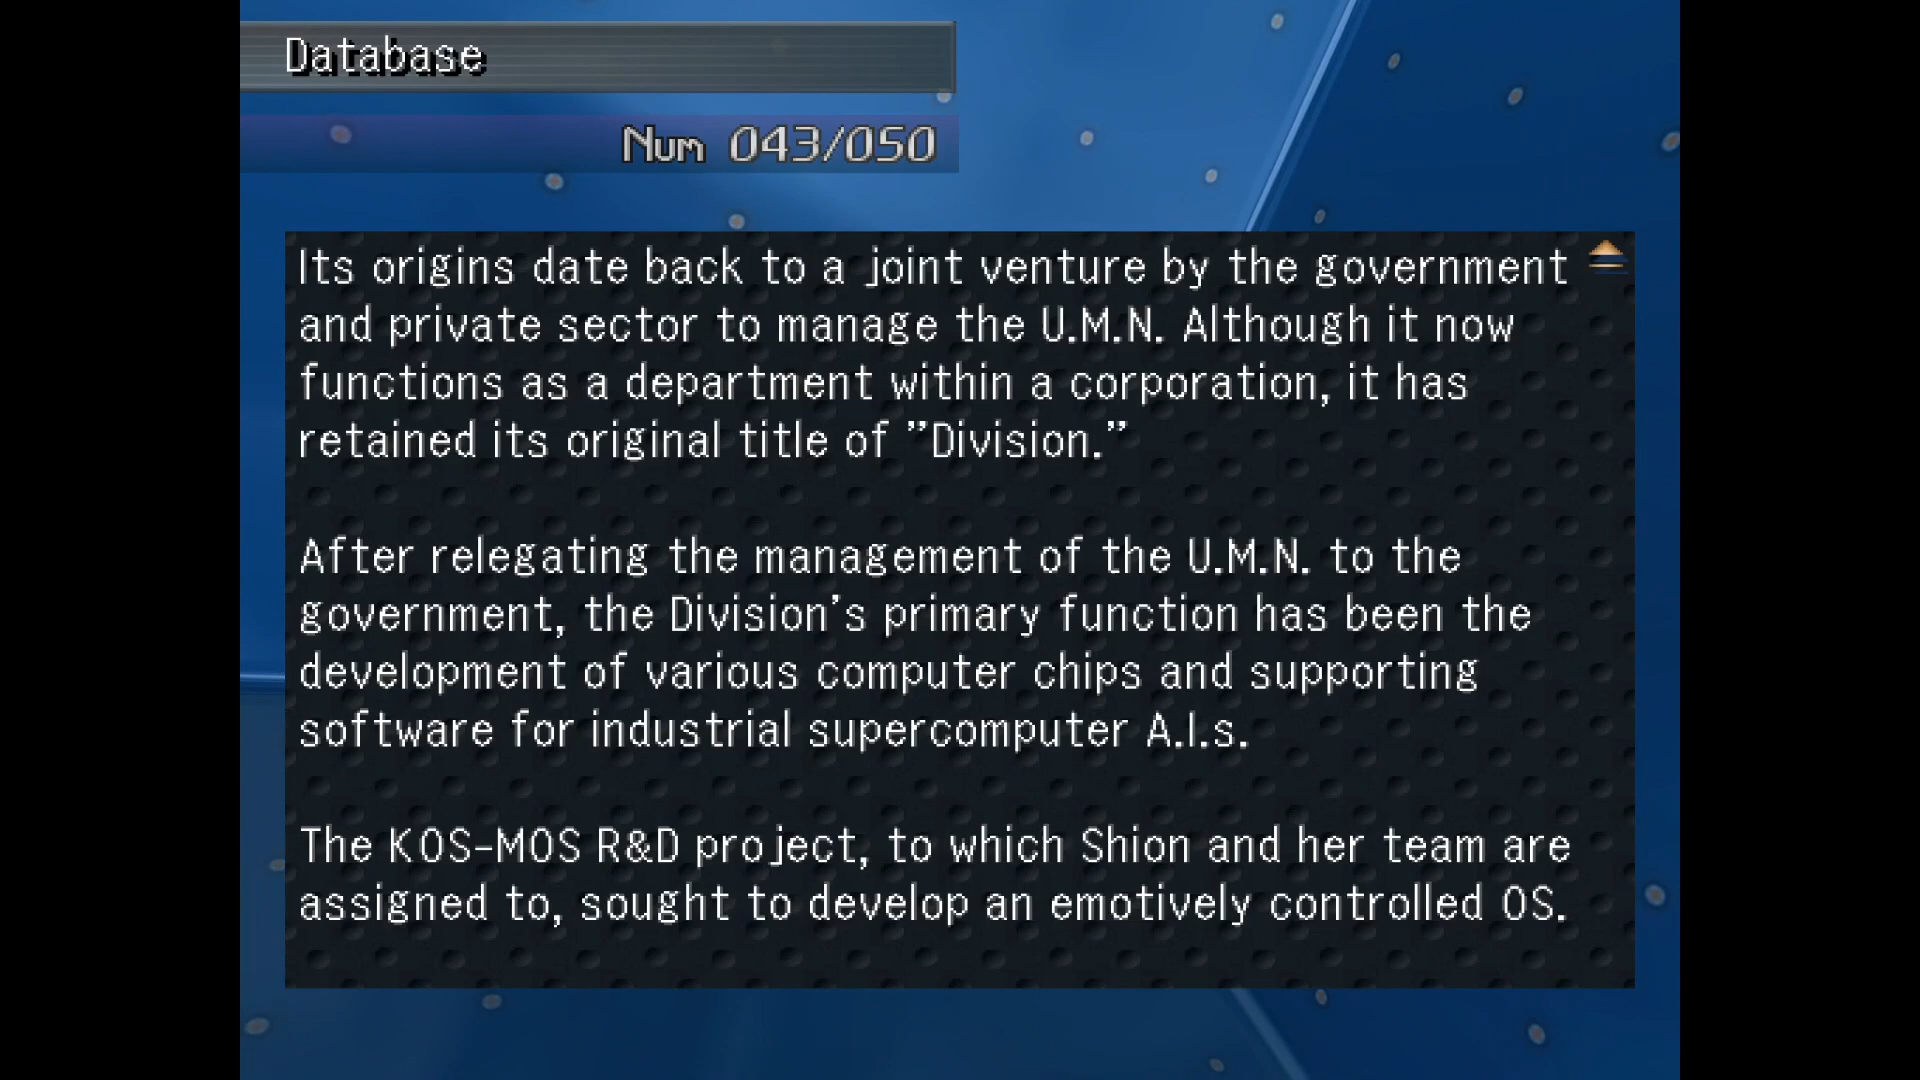 Database
Num 043/050
Its origins date back to a joint venture by the government
and private sector to manage the U.M.N. Although it now
functions as a department within a corporation, it has
retained its original title of ”Division.”
After relegating the management of the U.M.N. to the
government, the Division’s primary function has been the
development of various computer chips and supporting
software for industrial supercomputer A.I.s.
The KOS-MOS R&D project, to which Shion and her team are
assigned to, sought to develop an emotively controlled OS.